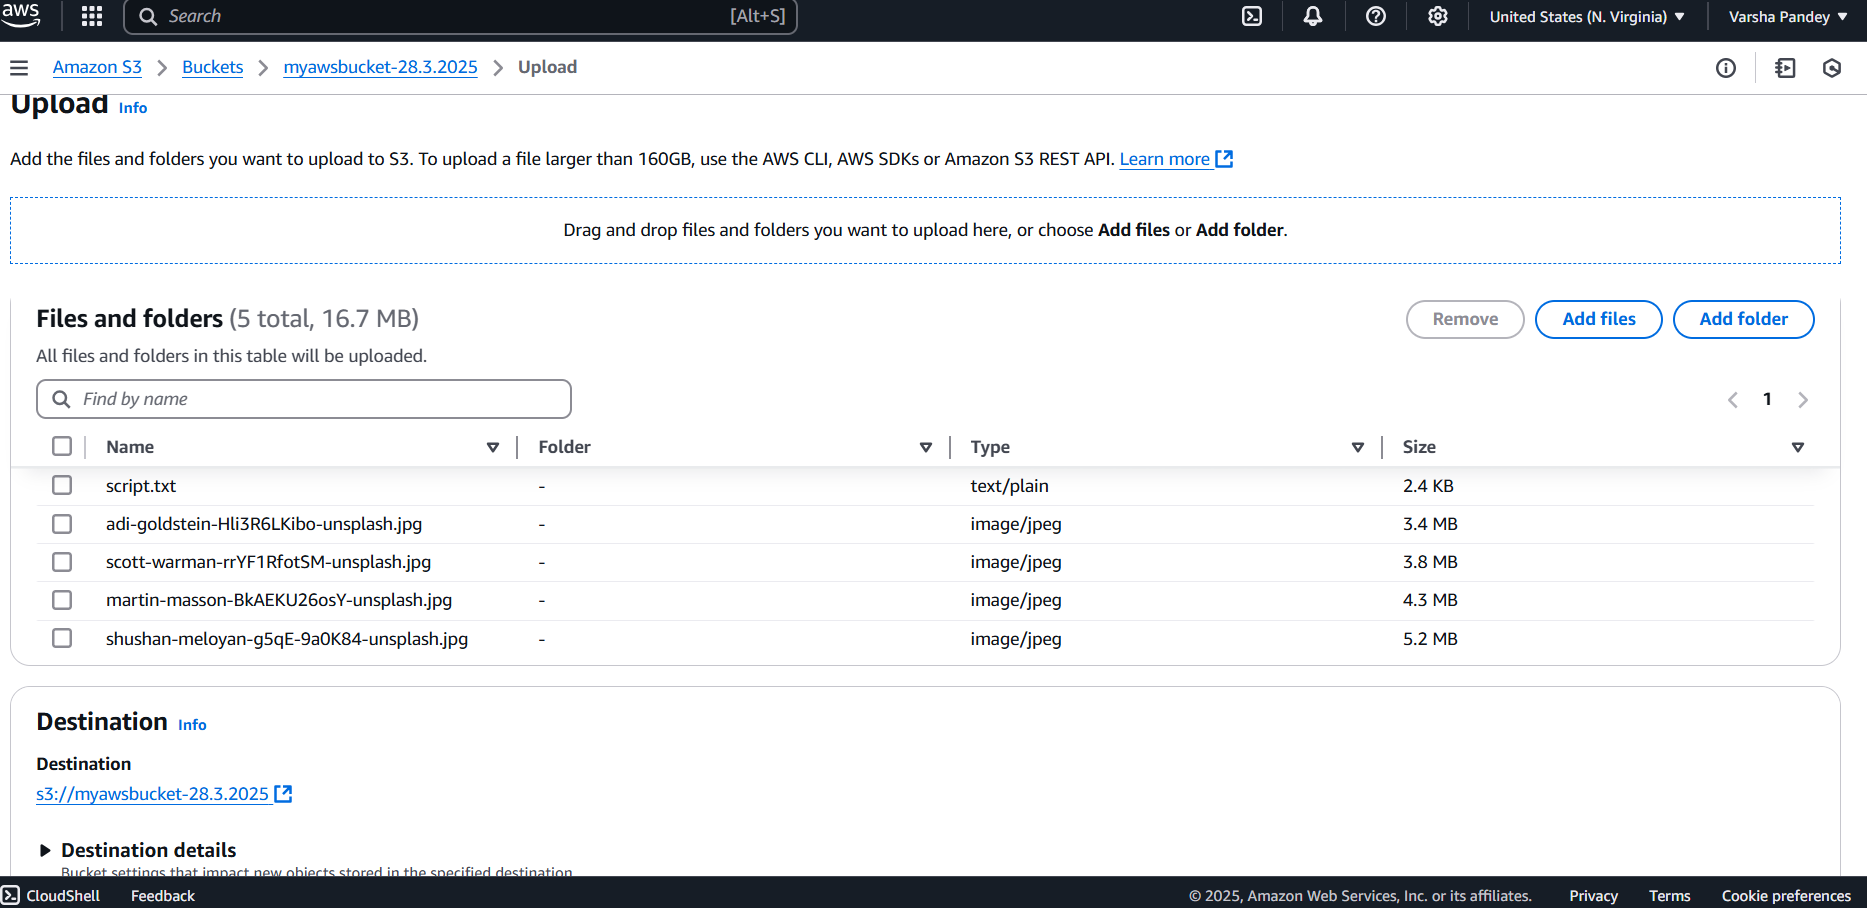 aws Search [Alt+S] United States (N. Virginia) Varsha Pandey
Amazon S3 Buckets myawsbucket-28.3.2025 Upload
Upload Info
Add the files and folders you want to upload to S3. To upload a file larger than 160GB, use the AWS CLI, AWS SDKs or Amazon S3 REST API. Learn more
Drag and drop files and folders you want to upload here, or choose Add files or Add folder.
Files and folders (5 total, 16.7 MB) Remove Add files Add folder
All files and folders in this table will be uploaded.
Find by name 1
Name Folder Type Size
script.txt - text/plain 2.4 KB
adi-goldstein-Hli3R6LKibo-unsplash.jpg - image/jpeg 3.4 MB
scott-warman-rrYF1RfotSM-unsplash.jpg - image/jpeg 3.8 MB
martin-masson-BkAEKU26osY-unsplash.jpg - image/jpeg 4.3 MB
shushan-meloyan-g5qE-9a0K84-unsplash.jpg - image/jpeg 5.2 MB
Destination Info
Destination
s3://myawsbucket-28.3.2025
Destination details
Bucket settings that impact new objects stored in the specified destination
CloudShell Feedback © 2025, Amazon Web Services, Inc. or its affiliates. Privacy Terms Cookie preferences